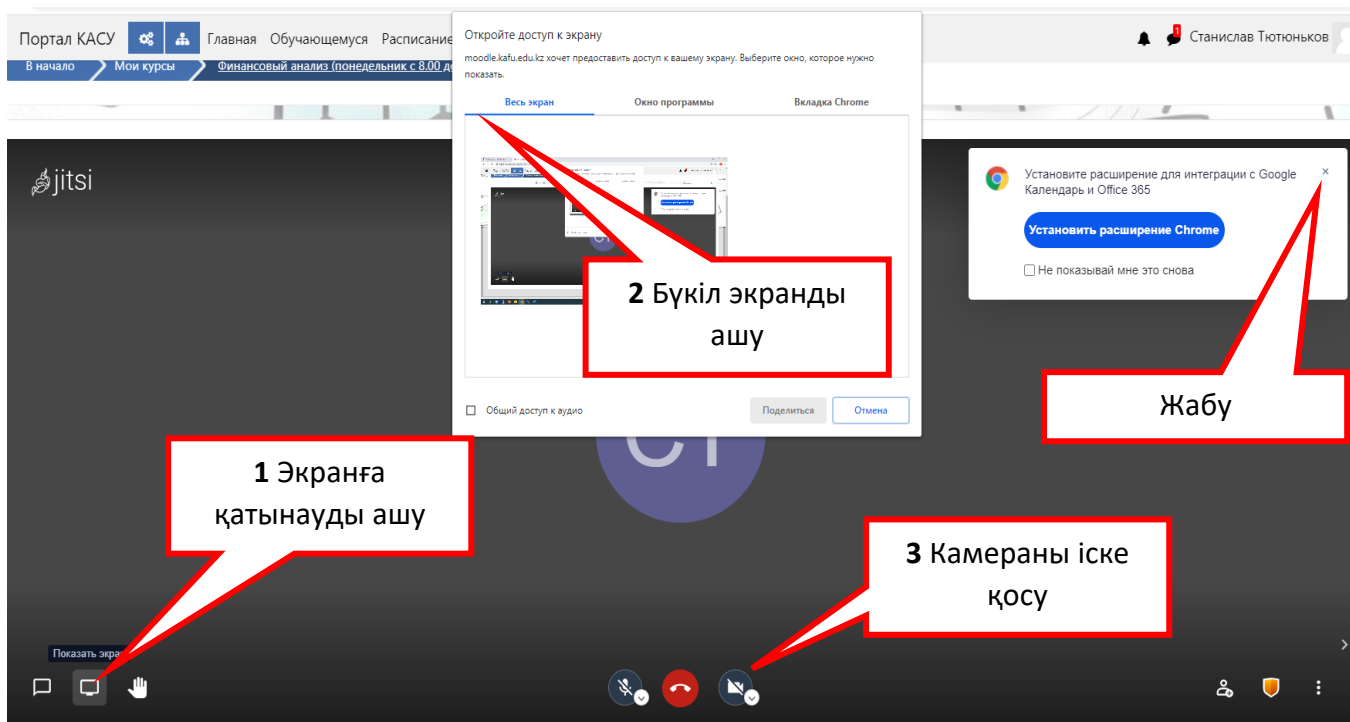 Портал КАСУ
Главная Обучающемуся Расписание
Станислав Тютюньков
В начало
Мои курсы
Финансовый анализ (понедельник с 8.00
Откройте доступ к экрану
moodle.kafu.edu.kz хочет предоставить доступ к вашему экрану. Выберите окно, которое нужно
показать.
Весь экран
Окно программы
Вкладка Chrome
jitsi
Установите расширение для интеграции с Google
Календарь и Office 365
Установить расширение Chrome
Не показывай мне это снова
2 Бүкіл экранды
ашу
Жабу
Общий доступ к аудио
Поделиться
Отмена
СТ
1 Экранға
қатынауды ашу
3 Камераны іске
қосу
Показать экран